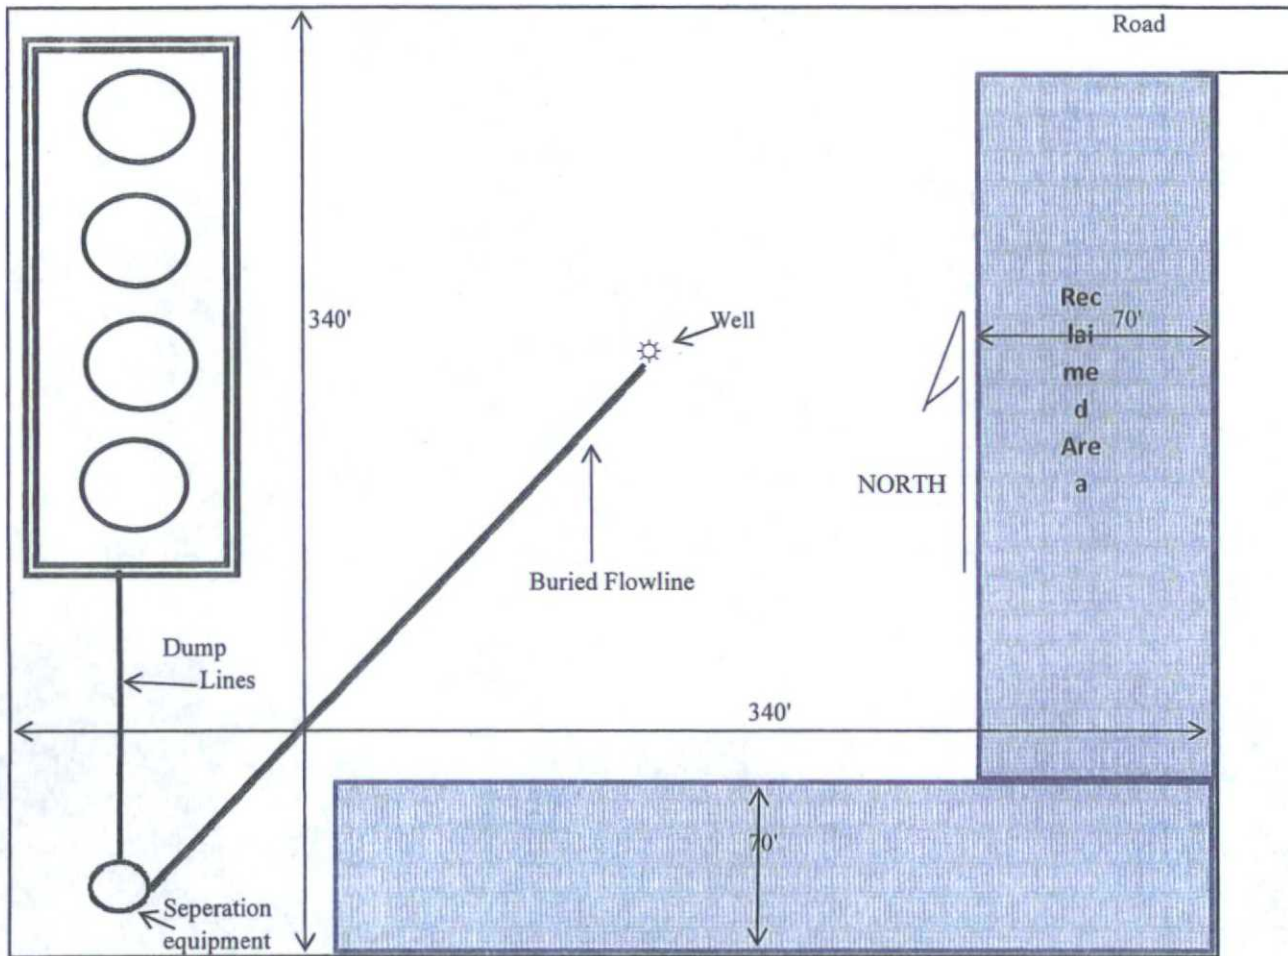 Road
340'
Well
Rec
lai
me
d
Are
a
70'
NORTH
Buried Flowline
Dump
Lines
340'
70'
Seperation
equipment